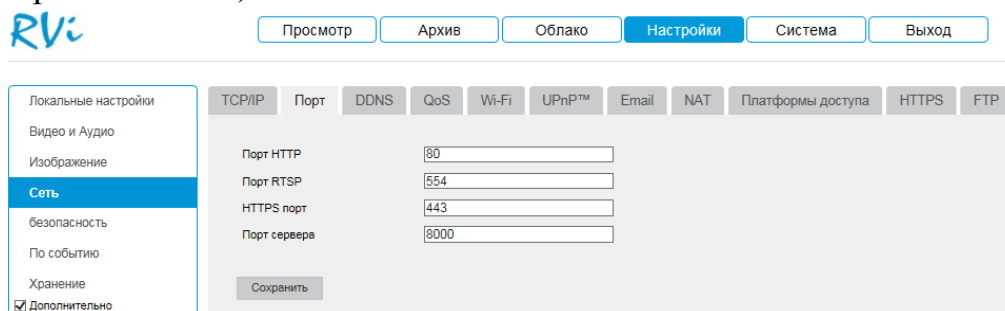 RVi
Просмотр Архив Облако Настройки Система Выход
Локальные настройки
Видео и Аудио
Изображение
Сеть
безопасность
По событию
Хранение
Дополнительно
TCP/IP Порт DDNS QoS Wi-Fi UPnP™ Email NAT Платформы доступа HTTPS FTP
Порт HTTP 80
Порт RTSP 554
HTTPS порт 443
Порт сервера 8000
Сохранить